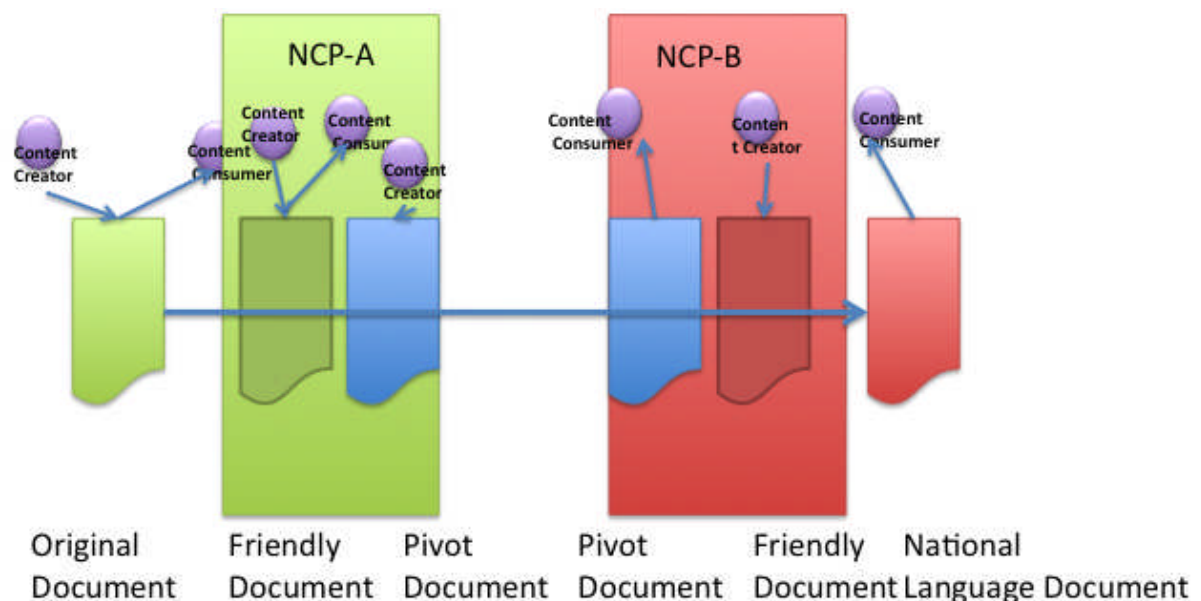 NCP-A
NCP-B
Content
Creator
Content
Consumer
Content
Creator
Content
Consum
Content
Creator
Content
Consumer
Conten
t Creator
Content
Consumer
Original
Document
Friendly
Document
Pivot
Document
Pivot
Document
Friendly
Document
National
Language Document